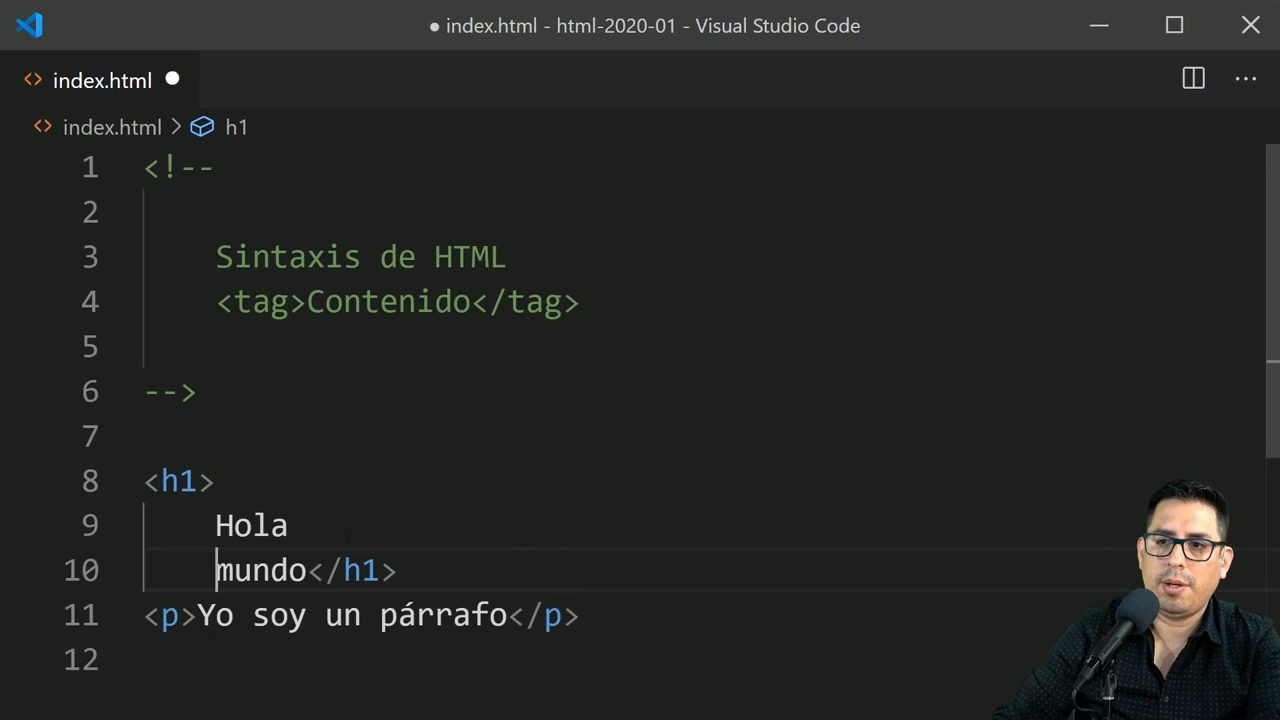 ● index.html - html-2020-01 - Visual Studio Code
index.html ●
index.html > h1
1 <!--
2
3 Sintaxis de HTML
4 <tag>Contenido</tag>
5
6 -->
7
8 <h1>
9 Hola
10 mundo</h1>
11 <p>Yo soy un párrafo</p>
12